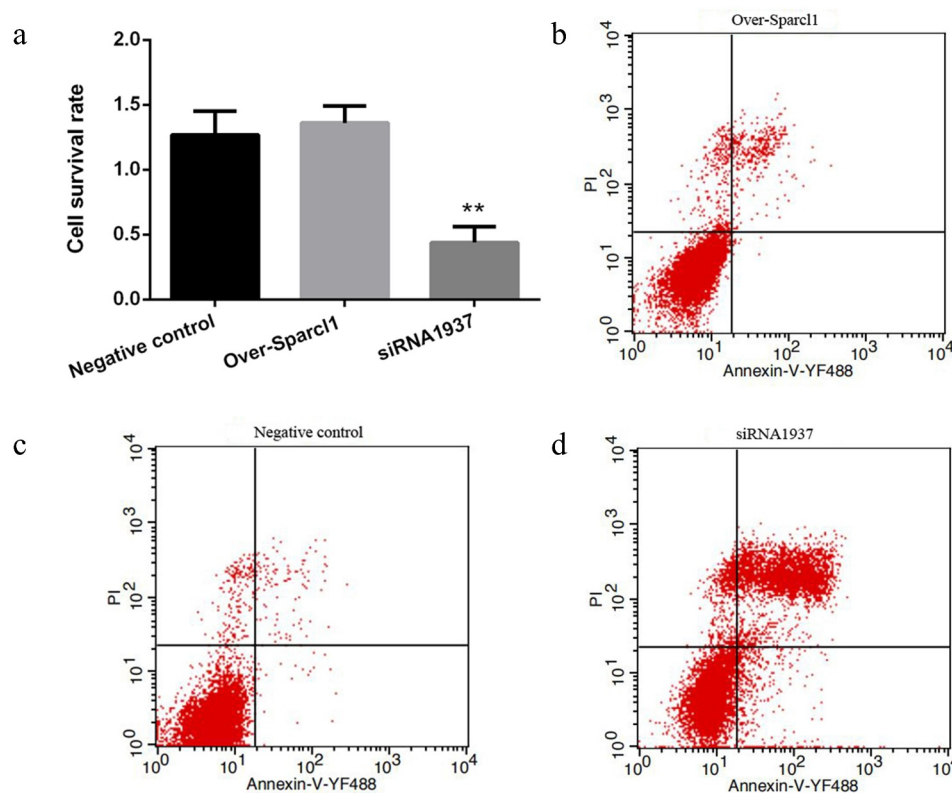 a
2.0
1.5
1.0
0.5
0.0
Cell survival rate
**
Negative control
Over-Sparcl1
siRNA1937
b
Over-Sparcl1
10^4
10^3
10^2
10^1
10^0
PI
10^0 10^1 10^2 10^3 10^4
Annexin-V-YF488
c
Negative control
10^4
10^3
10^2
10^1
10^0
PI
10^0 10^1 10^2 10^3 10^4
Annexin-V-YF488
d
siRNA1937
10^4
10^3
10^2
10^1
10^0
PI
10^0 10^1 10^2 10^3 10^4
Annexin-V-YF488